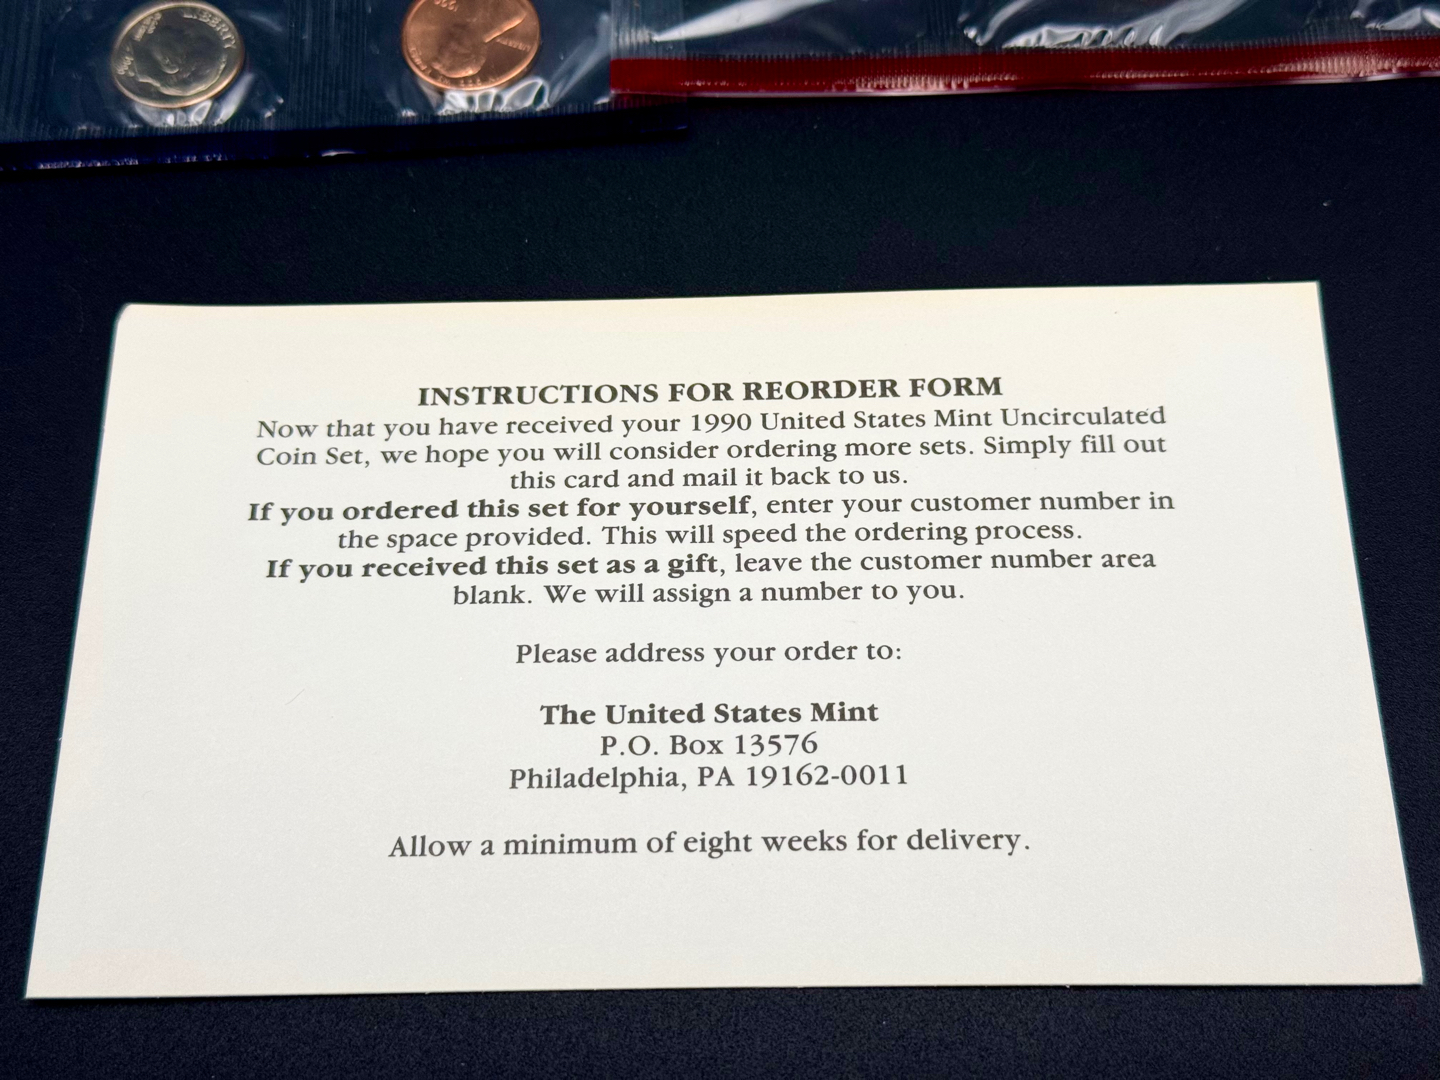 LIBERTY
INSTRUCTIONS FOR REORDER FORM
Now that you have received your 1990 United States Mint Uncirculated
Coin Set, we hope you will consider ordering more sets. Simply fill out
this card and mail it back to us.
If you ordered this set for yourself, enter your customer number in
the space provided. This will speed the ordering process.
If you received this set as a gift, leave the customer number area
blank. We will assign a number to you.
Please address your order to:
The United States Mint
P.O. Box 13576
Philadelphia, PA 19162-0011
Allow a minimum of eight weeks for delivery.